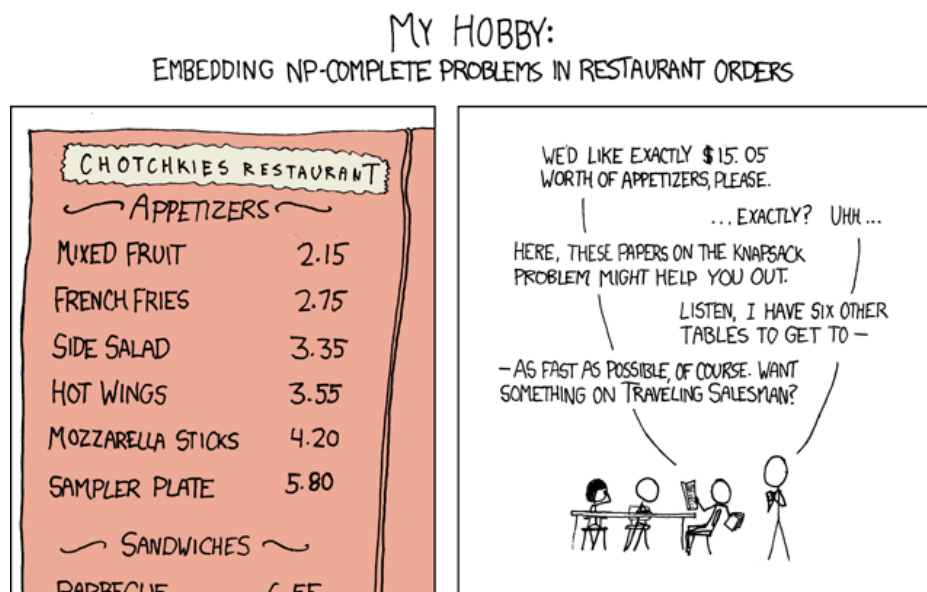 MY HOBBY:
EMBEDDING NP-COMPLETE PROBLEMS IN RESTAURANT ORDERS
CHOTCHKIES RESTAURANT
APPETIZERS
MIXED FRUIT 2.15
FRENCH FRIES 2.75
SIDE SALAD 3.35
HOT WINGS 3.55
MOZZARELLA STICKS 4.20
SAMPLER PLATE 5.80
SANDWICHES
BARBECUE 6.55
WE'D LIKE EXACTLY $15.05
WORTH OF APPETIZERS, PLEASE.
...EXACTLY? UHH...
HERE, THESE PAPERS ON THE KNAPSACK
PROBLEM MIGHT HELP YOU OUT.
LISTEN, I HAVE SIX OTHER
TABLES TO GET TO —
— AS FAST AS POSSIBLE, OF COURSE. WANT
SOMETHING ON TRAVELING SALESMAN?